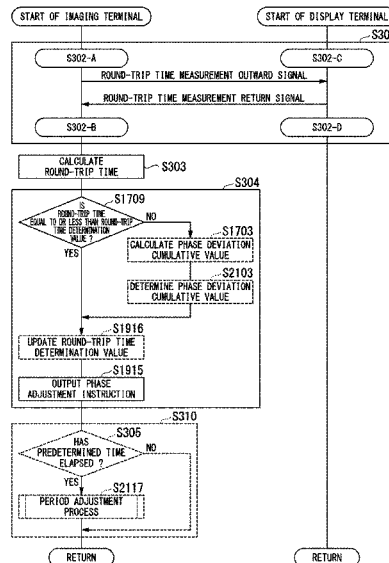 START OF IMAGING TERMINAL
START OF DISPLAY TERMINAL
S302-A
S302-C
ROUND-TRIP TIME MEASUREMENT OUTWARD SIGNAL
ROUND-TRIP TIME MEASUREMENT RETURN SIGNAL
S302-B
S302-D
CALCULATE
ROUND-TRIP TIME
S303
S304
S1709
IS
ROUND-TRIP TIME
EQUAL TO OR LESS THAN ROUND-TRIP
TIME DETERMINATION
VALUE ?
NO
YES
S1703
CALCULATE PHASE DEVIATION
CUMULATIVE VALUE
S2103
DETERMINE PHASE DEVIATION
CUMULATIVE VALUE
S1916
UPDATE ROUND-TRIP TIME
DETERMINATION VALUE
S1915
OUTPUT PHASE
ADJUSTMENT INSTRUCTION
S310
S305
HAS
PREDETERMINED TIME
ELAPSED ?
NO
YES
S2117
PERIOD ADJUSTMENT
PROCESS
RETURN
RETURN